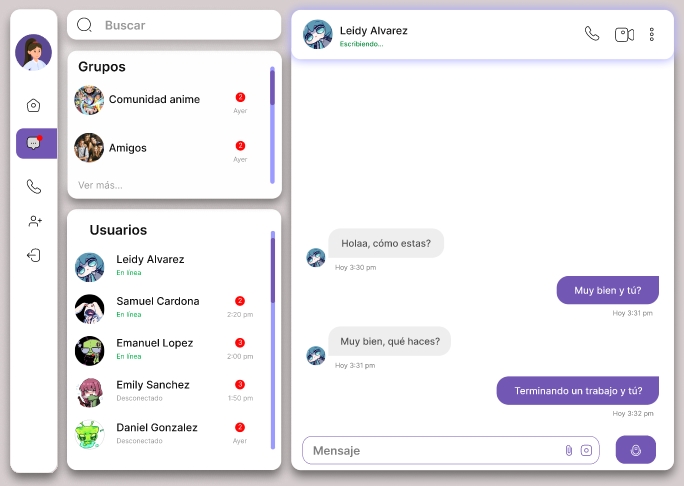 Buscar
Grupos
Comunidad anime
2
Ayer
Amigos
2
Ayer
Ver más...
Usuarios
Leidy Alvarez
En línea
Samuel Cardona
2
En línea
2:20 pm
Emanuel Lopez
3
En línea
2:00 pm
Emily Sanchez
3
Desconectado
1:50 pm
Daniel Gonzalez
2
Desconectado
Ayer
Leidy Alvarez
Escribiendo...
Holaa, cómo estas?
Hoy 3:30 pm
Muy bien y tú?
Hoy 3:31 pm
Muy bien, qué haces?
Hoy 3:31 pm
Terminando un trabajo y tú?
Hoy 3:32 pm
Mensaje